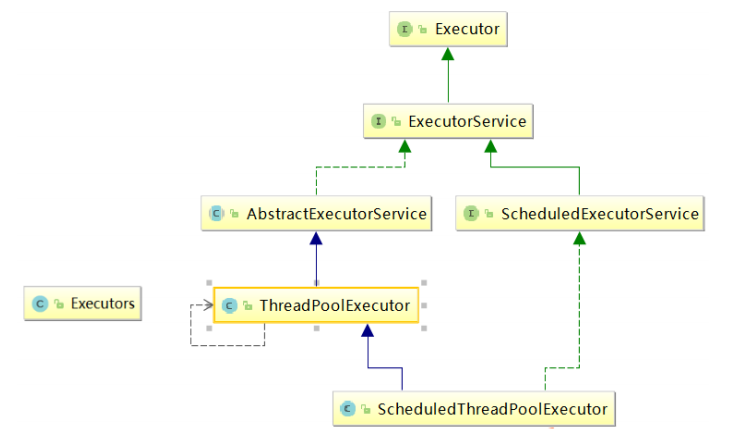 Executor
ExecutorService
AbstractExecutorService
ScheduledExecutorService
Executors
ThreadPoolExecutor
ScheduledThreadPoolExecutor